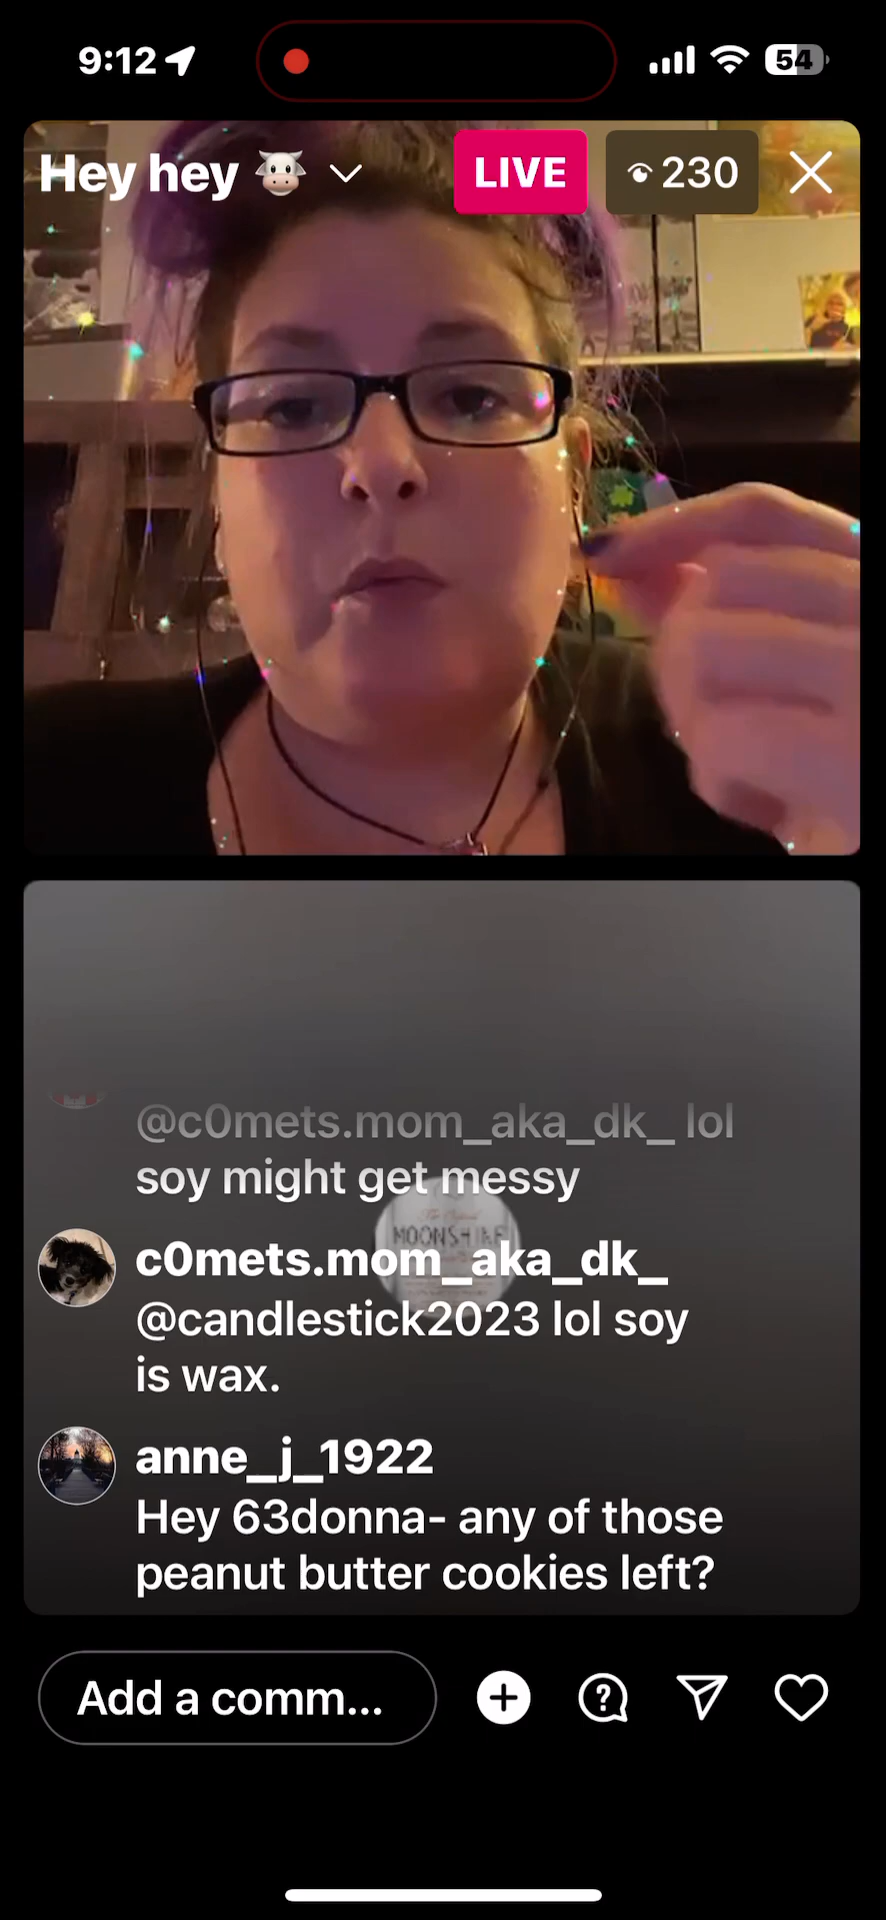 9:12
54
Hey hey
LIVE
230
@c0mets.mom_aka_dk_ lol
soy might get messy
MOONSHINE
c0mets.mom_aka_dk_
@candlestick2023 lol soy
is wax.
anne_j_1922
Hey 63donna- any of those
peanut butter cookies left?
Add a comm...